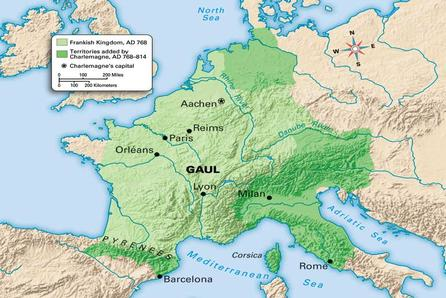 North
Sea
Frankish Kingdom, AD 768
Territories added by
Charlemagne, AD 768–814
Charlemagne's capital
0 100 200 Miles
0 100 200 Kilometers
N
W
E
S
Aachen
Reims
Paris
Orléans
Danube River
GAUL
Lyon
Milan
PYRENEES
Adriatic Sea
Corsica
Rome
Mediterranean
Sea
Barcelona